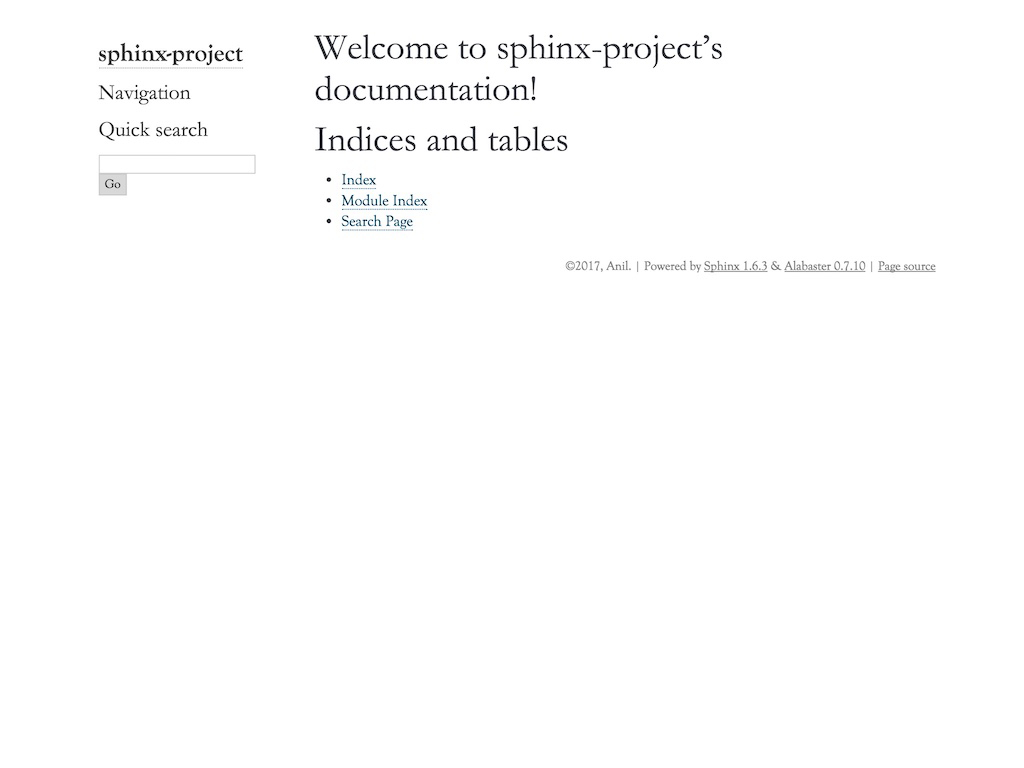 sphinx-project
Navigation
Quick search
Go
Welcome to sphinx-project’s
documentation!
Indices and tables
• Index
• Module Index
• Search Page
©2017, Anil. | Powered by Sphinx 1.6.3 & Alabaster 0.7.10 | Page source